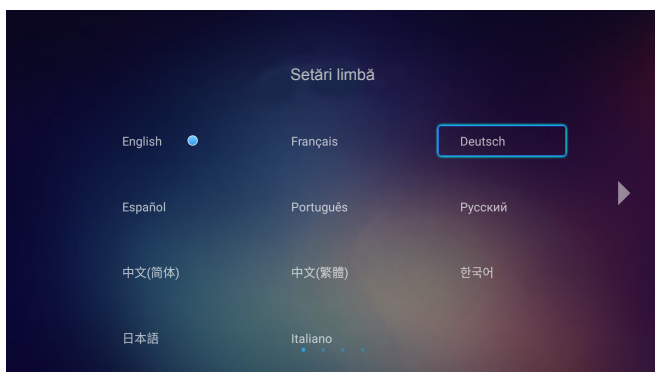 Setări limbă
English Français Deutsch
Español Português Русский
中文(简体) 中文(繁體) 한국어
日本語 Italiano